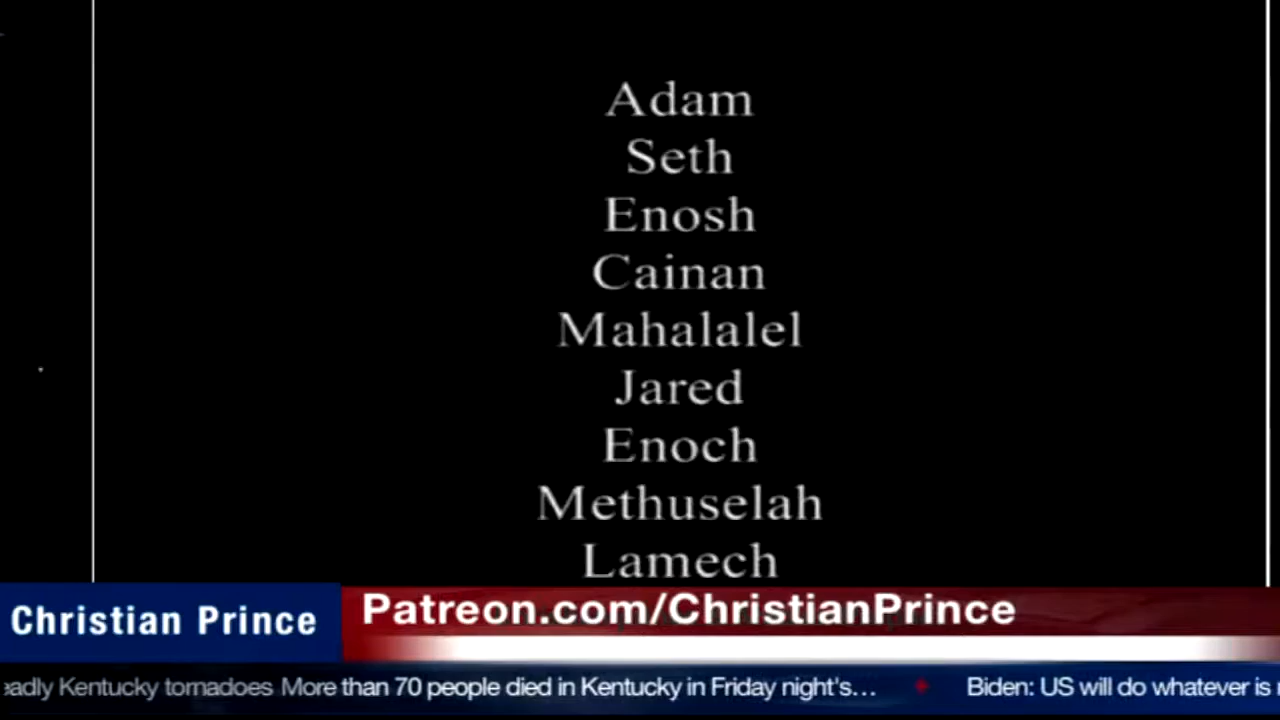 Adam
Seth
Enosh
Cainan
Mahalalel
Jared
Enoch
Methuselah
Lamech
Christian Prince
Patreon.com/ChristianPrince
Kentucky tornadoes More than 70 people died in Kentucky in Friday night's... Biden: US will do whatever is